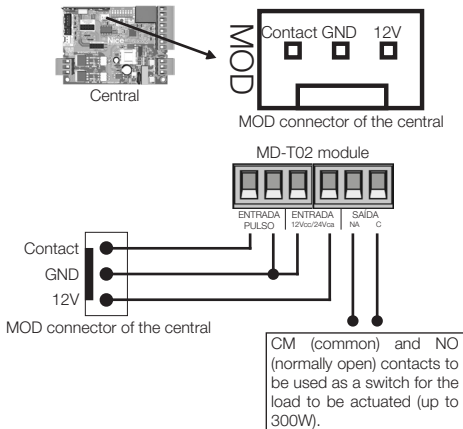 Nice
Central
MOD
Contact GND 12V
MOD connector of the central
MD-T02 module
ENTRADA
PULSO
ENTRADA
12Vcc/24Vca
SAÍDA
NA C
Contact
GND
12V
MOD connector of the central
CM (common) and NO
(normally open) contacts to
be used as a switch for the
load to be actuated (up to
300W).